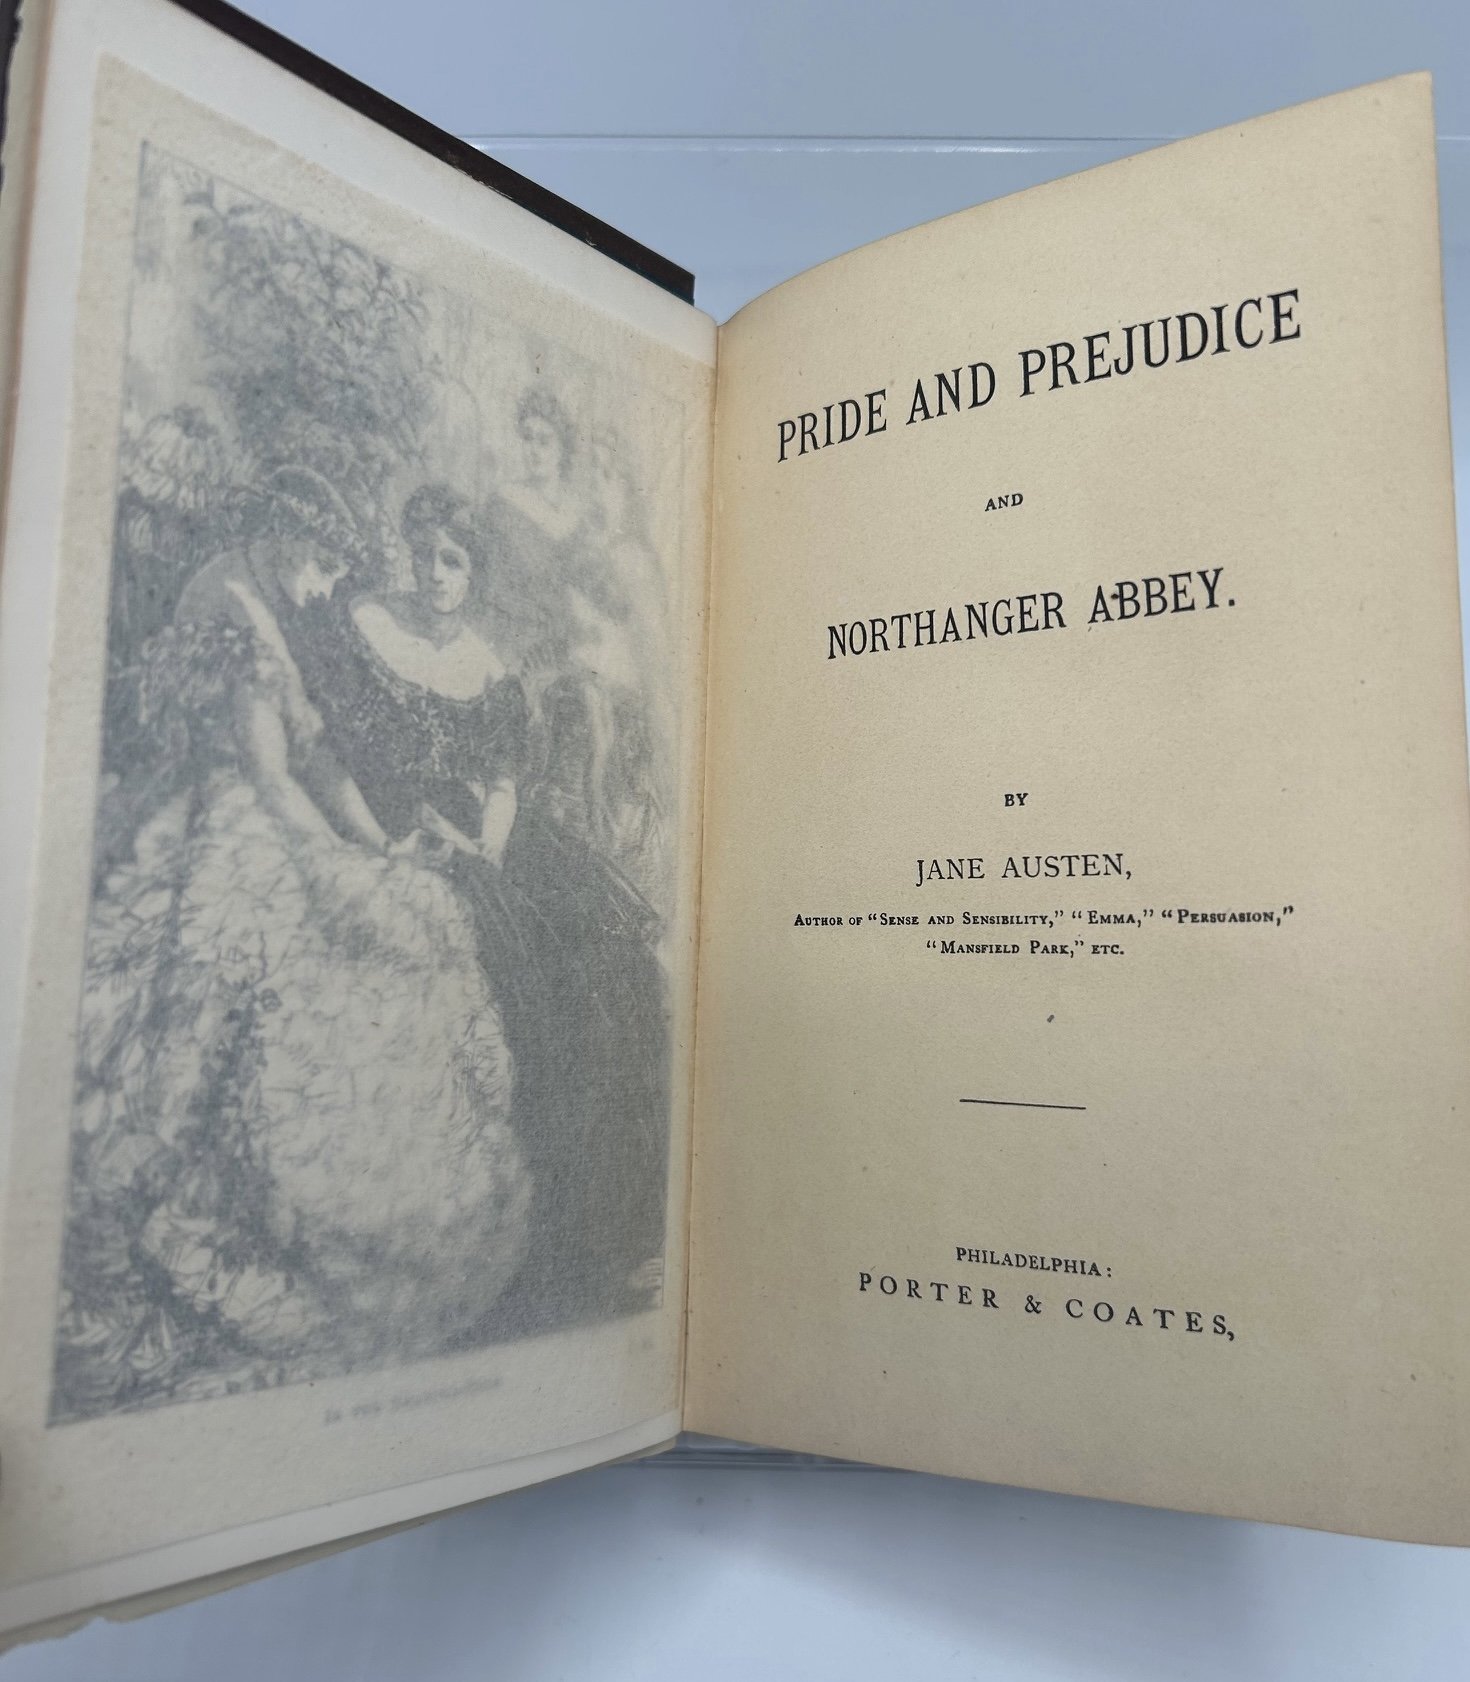 PRIDE AND PREJUDICE
AND
NORTHANGER ABBEY.
BY
JANE AUSTEN,
AUTHOR OF "SENSE AND SENSIBILITY," "EMMA," "PERSUASION,"
"MANSFIELD PARK," ETC.
PHILADELPHIA:
PORTER & COATES,